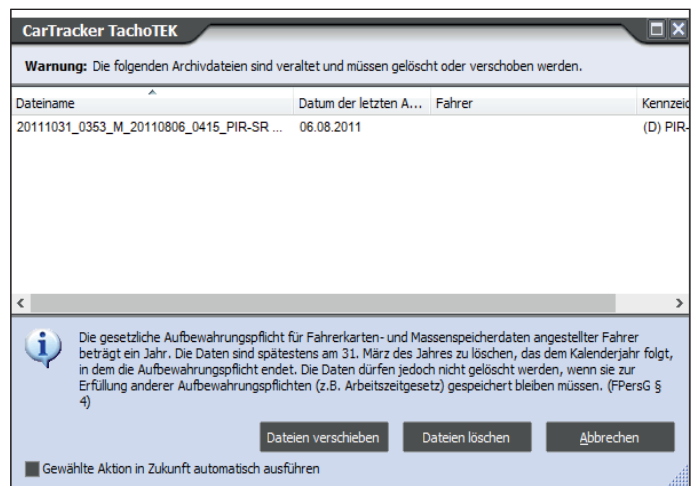 CarTracker TachoTEK
Warnung: Die folgenden Archivdateien sind veraltet und müssen gelöscht oder verschoben werden.
Dateiname Datum der letzten A... Fahrer Kennzeic
20111031_0353_M_20110806_0415_PIR-SR ... 06.08.2011 (D) PIR-
Die gesetzliche Aufbewahrungspflicht für Fahrerkarten- und Massenspeicherdaten angestellter Fahrer
beträgt ein Jahr. Die Daten sind spätestens am 31. März des Jahres zu löschen, das dem Kalenderjahr folgt,
in dem die Aufbewahrungspflicht endet. Die Daten dürfen jedoch nicht gelöscht werden, wenn sie zur
Erfüllung anderer Aufbewahrungspflichten (z.B. Arbeitszeitgesetz) gespeichert bleiben müssen. (FPersG §
4)
Dateien verschieben Dateien löschen Abbrechen
Gewählte Aktion in Zukunft automatisch ausführen